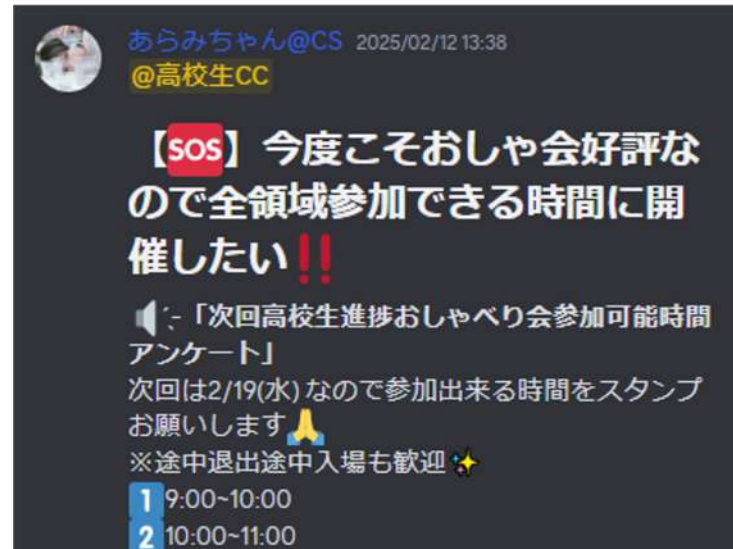 あらみちゃん@CS 2025/02/12 13:38
@高校生CC
【🆘】今度こそおしゃ会好評な
ので全領域参加できる時間に開
催したい‼️
🔈 ̗̀-「次回高校生進捗おしゃべり会参加可能時間
アンケート」
次回は2/19(水) なので参加出来る時間をスタンプ
お願いします🙏
※途中退出途中入場も歓迎✨
1️⃣9:00~10:00
2️⃣10:00~11:00